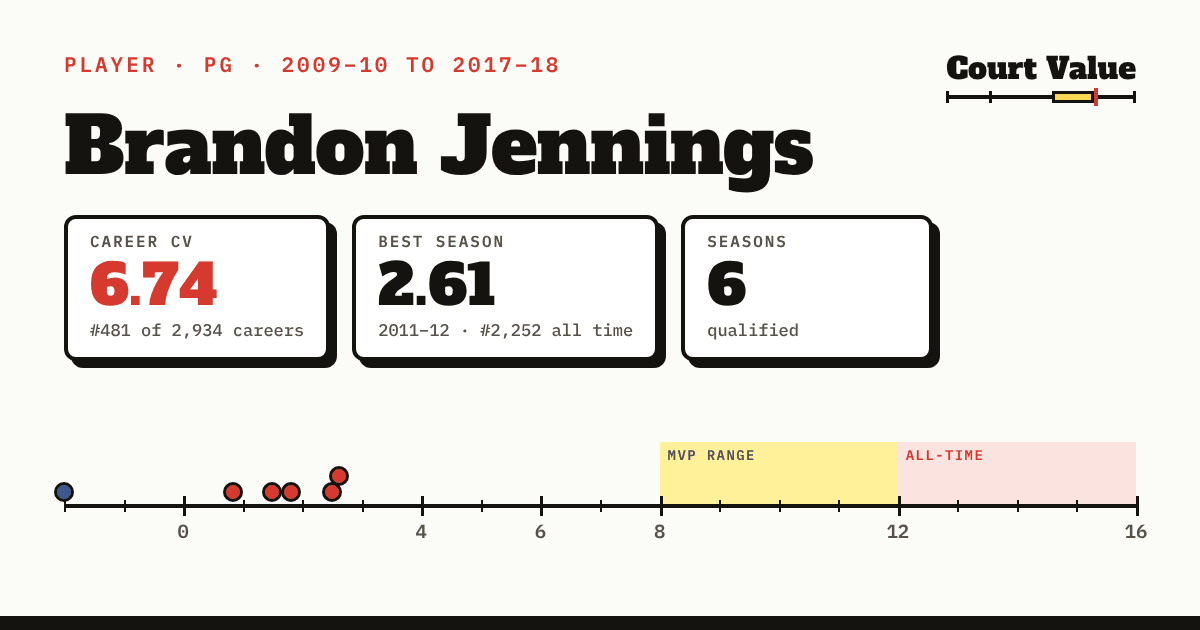 PLAYER · PG · 2009–10 TO 2017–18
Court Value
Brandon Jennings
CAREER CV
6.74
#481 of 2,934 careers
BEST SEASON
2.61
2011–12 · #2,252 all time
SEASONS
6
qualified
MVP RANGE
ALL-TIME
0 4 6 8 12 16